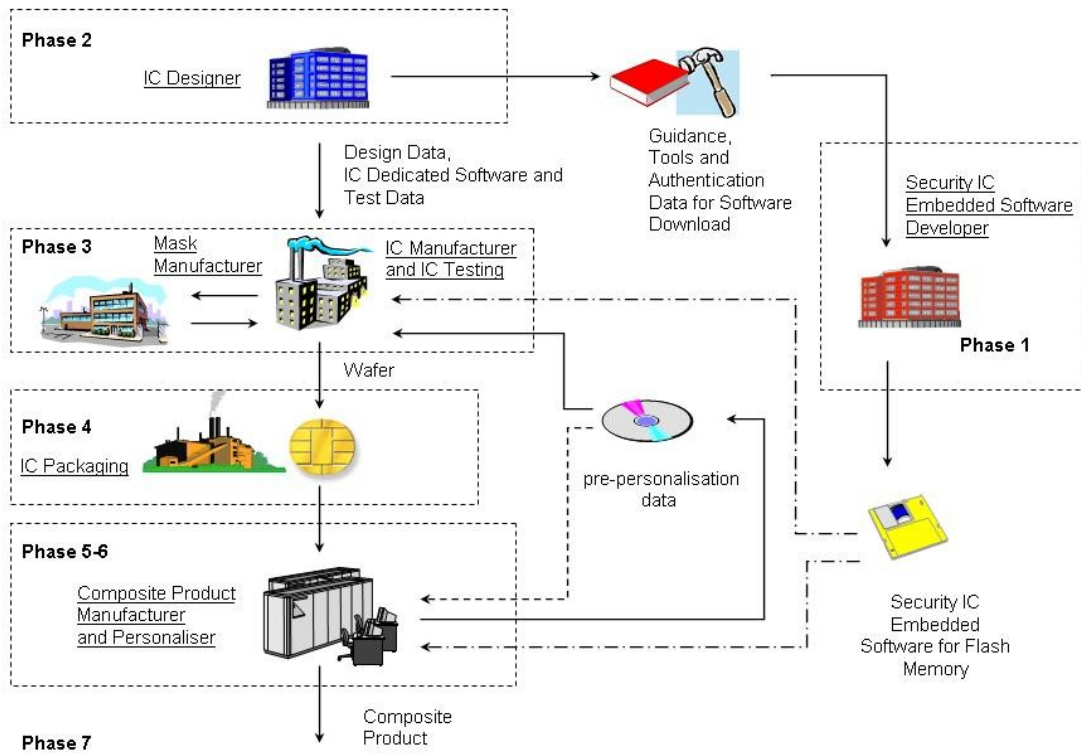 Phase 2
IC Designer
Guidance,
Tools and
Authentication
Data for Software
Download
Design Data,
IC Dedicated Software and
Test Data
Security IC
Embedded Software
Developer
Phase 1
Phase 3
Mask
Manufacturer
IC Manufacturer
and IC Testing
Wafer
Phase 4
IC Packaging
pre-personalisation
data
Phase 5-6
Composite Product
Manufacturer
and Personaliser
Security IC
Embedded
Software for Flash
Memory
Composite
Product
Phase 7